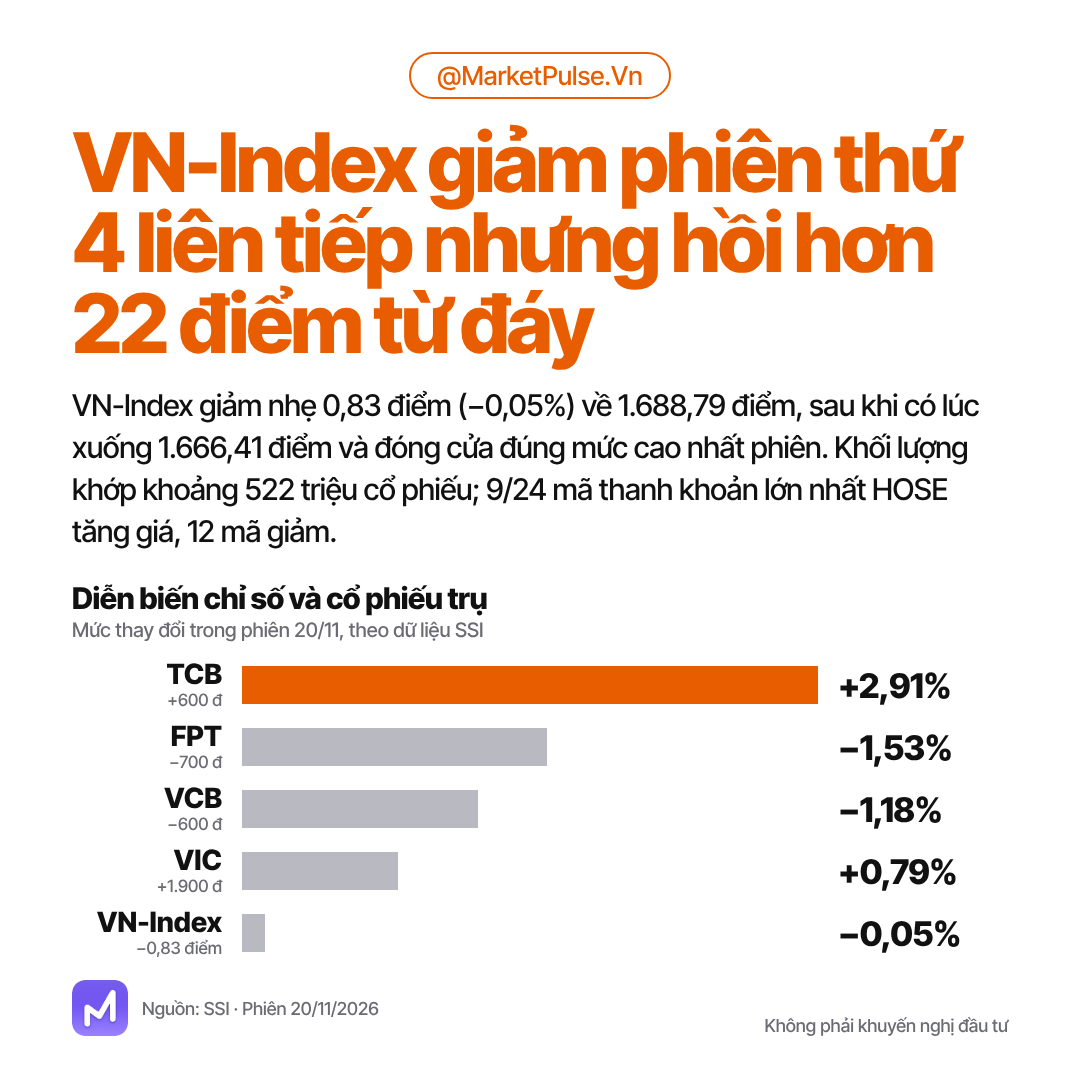 @MarketPulse.Vn
VN-Index giảm phiên thứ
4 liên tiếp nhưng hồi hơn
22 điểm từ đáy
VN-Index giảm nhẹ 0,83 điểm (−0,05%) về 1.688,79 điểm, sau khi có lúc
xuống 1.666,41 điểm và đóng cửa đúng mức cao nhất phiên. Khối lượng
khớp khoảng 522 triệu cổ phiếu; 9/24 mã thanh khoản lớn nhất HOSE
tăng giá, 12 mã giảm.
Diễn biến chỉ số và cổ phiếu trụ
Mức thay đổi trong phiên 20/11, theo dữ liệu SSI
TCB
+600 đ
+2,91%
FPT
−700 đ
−1,53%
VCB
−600 đ
−1,18%
VIC
+1.900 đ
+0,79%
VN-Index
−0,83 điểm
−0,05%
Nguồn: SSI · Phiên 20/11/2026
Không phải khuyến nghị đầu tư